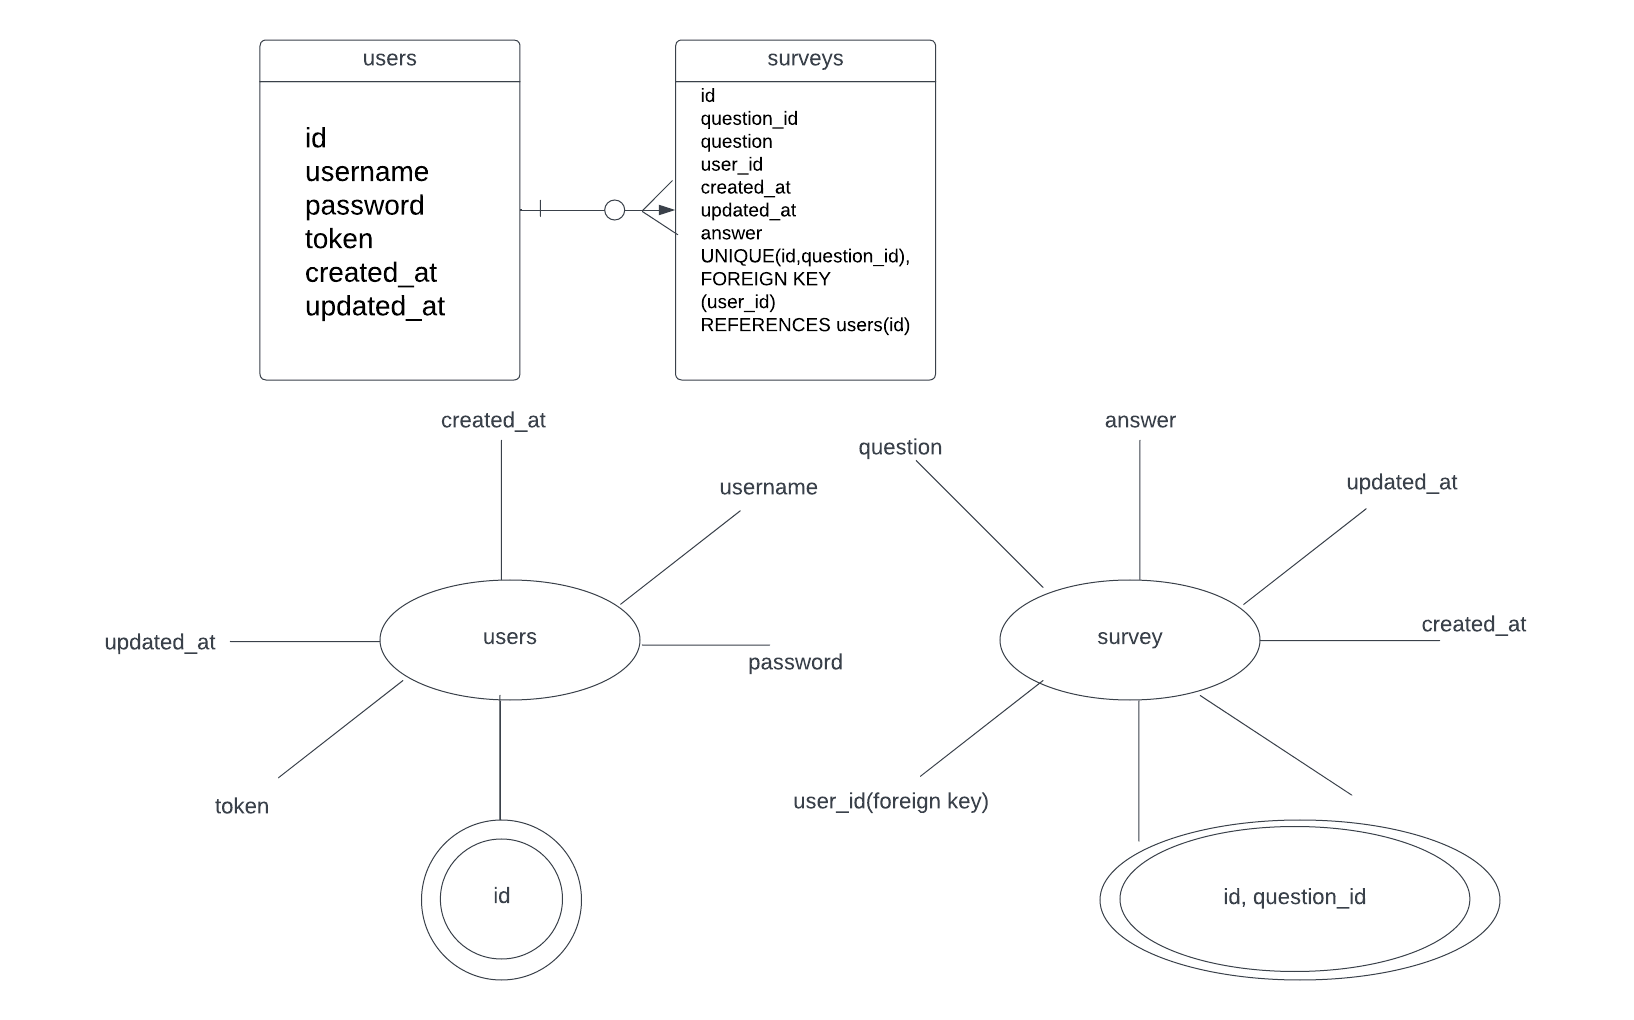 users
id
username
password
token
created_at
updated_at
surveys
id
question_id
question
user_id
created_at
updated_at
answer
UNIQUE(id,question_id),
FOREIGN KEY
(user_id)
REFERENCES users(id)
created_at
username
users
updated_at
password
token
id
answer
question
updated_at
survey
created_at
user_id(foreign key)
id, question_id